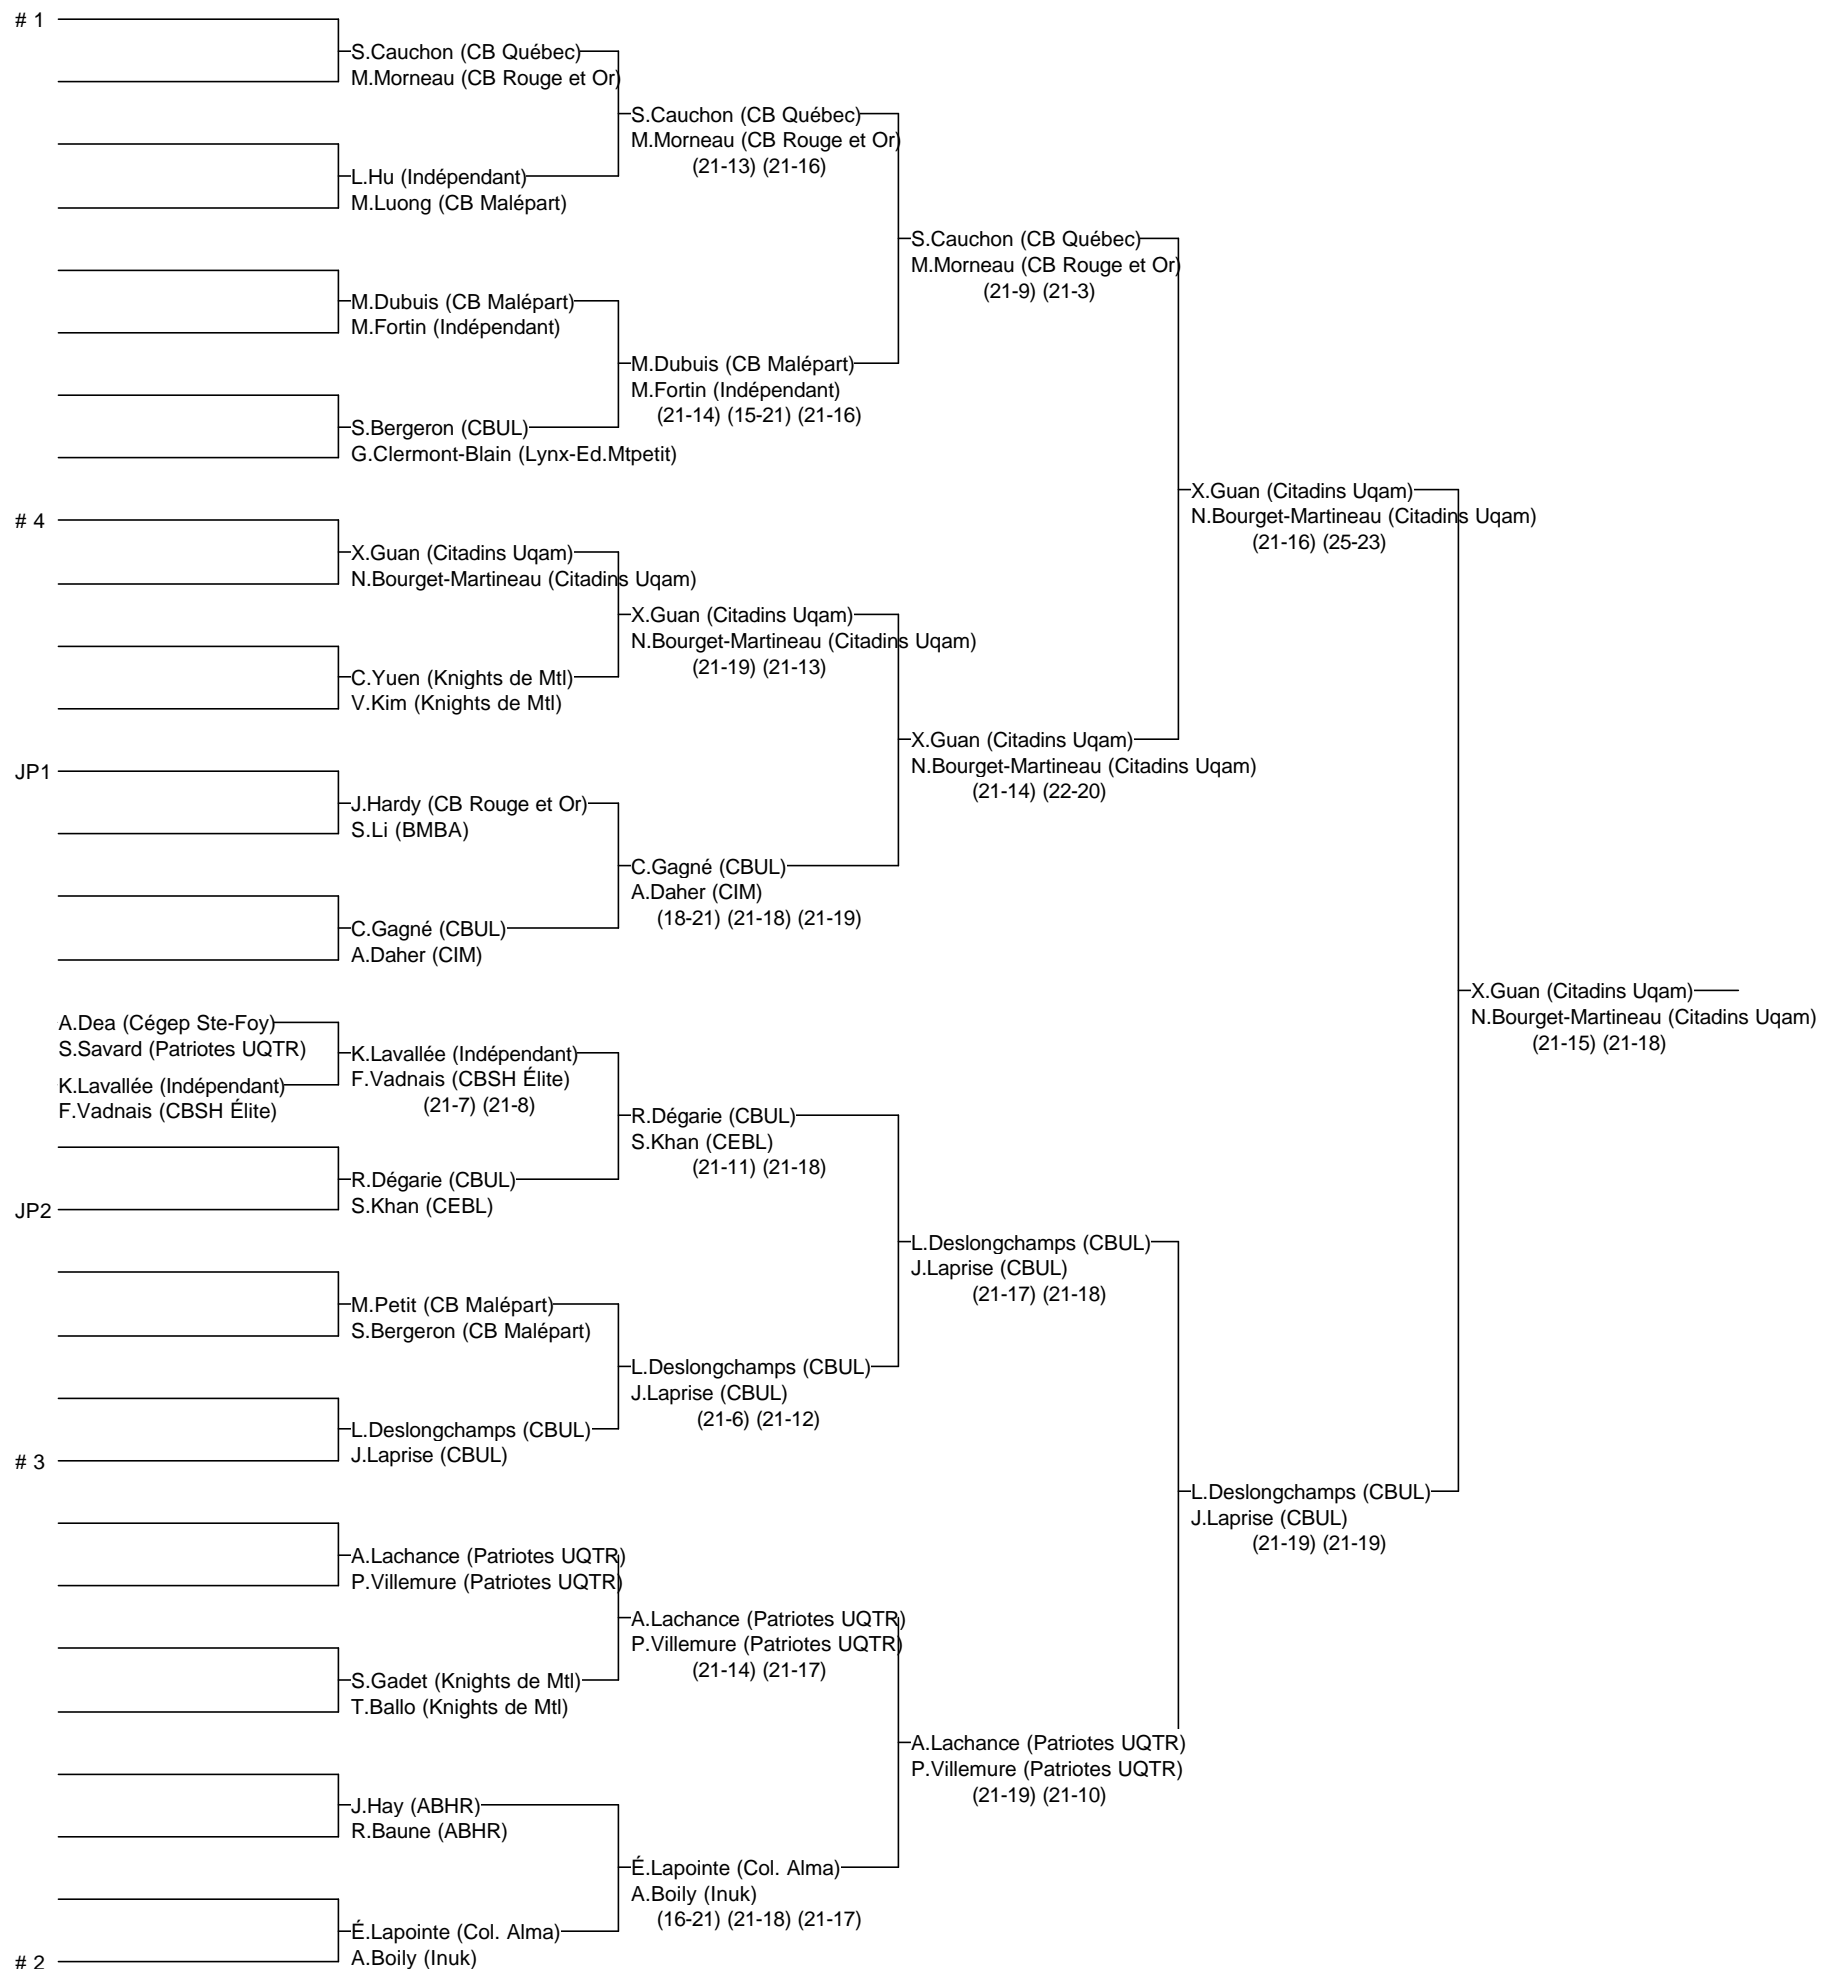 # 1
S.Cauchon (CB Québec)
M.Morneau (CB Rouge et Or)
S.Cauchon (CB Québec)
M.Morneau (CB Rouge et Or)
(21-13) (21-16)
L.Hu (Indépendant)
M.Luong (CB Malépart)
S.Cauchon (CB Québec)
M.Morneau (CB Rouge et Or)
(21-9) (21-3)
M.Dubuis (CB Malépart)
M.Fortin (Indépendant)
M.Dubuis (CB Malépart)
M.Fortin (Indépendant)
(21-14) (15-21) (21-16)
S.Bergeron (CBUL)
G.Clermont-Blain (Lynx-Ed.Mtpetit)
X.Guan (Citadins Uqam)
N.Bourget-Martineau (Citadins Uqam)
(21-16) (25-23)
# 4
X.Guan (Citadins Uqam)
N.Bourget-Martineau (Citadins Uqam)
X.Guan (Citadins Uqam)
N.Bourget-Martineau (Citadins Uqam)
(21-19) (21-13)
C.Yuen (Knights de Mtl)
V.Kim (Knights de Mtl)
X.Guan (Citadins Uqam)
N.Bourget-Martineau (Citadins Uqam)
(21-14) (22-20)
JP1
J.Hardy (CB Rouge et Or)
S.Li (BMBA)
C.Gagné (CBUL)
A.Daher (CIM)
(18-21) (21-18) (21-19)
C.Gagné (CBUL)
A.Daher (CIM)
X.Guan (Citadins Uqam)
N.Bourget-Martineau (Citadins Uqam)
(21-15) (21-18)
A.Dea (Cégep Ste-Foy)
S.Savard (Patriotes UQTR)
K.Lavallée (Indépendant)
F.Vadnais (CBSH Élite)
(21-7) (21-8)
K.Lavallée (Indépendant)
F.Vadnais (CBSH Élite)
R.Dégarie (CBUL)
S.Khan (CEBL)
(21-11) (21-18)
R.Dégarie (CBUL)
S.Khan (CEBL)
JP2
L.Deslongchamps (CBUL)
J.Laprise (CBUL)
(21-17) (21-18)
M.Petit (CB Malépart)
S.Bergeron (CB Malépart)
L.Deslongchamps (CBUL)
J.Laprise (CBUL)
(21-6) (21-12)
L.Deslongchamps (CBUL)
J.Laprise (CBUL)
# 3
L.Deslongchamps (CBUL)
J.Laprise (CBUL)
(21-19) (21-19)
A.Lachance (Patriotes UQTR)
P.Villemure (Patriotes UQTR)
A.Lachance (Patriotes UQTR)
P.Villemure (Patriotes UQTR)
(21-14) (21-17)
S.Gadet (Knights de Mtl)
T.Ballo (Knights de Mtl)
A.Lachance (Patriotes UQTR)
P.Villemure (Patriotes UQTR)
(21-19) (21-10)
J.Hay (ABHR)
R.Baune (ABHR)
É.Lapointe (Col. Alma)
A.Boily (Inuk)
(16-21) (21-18) (21-17)
É.Lapointe (Col. Alma)
A.Boily (Inuk)
# 2